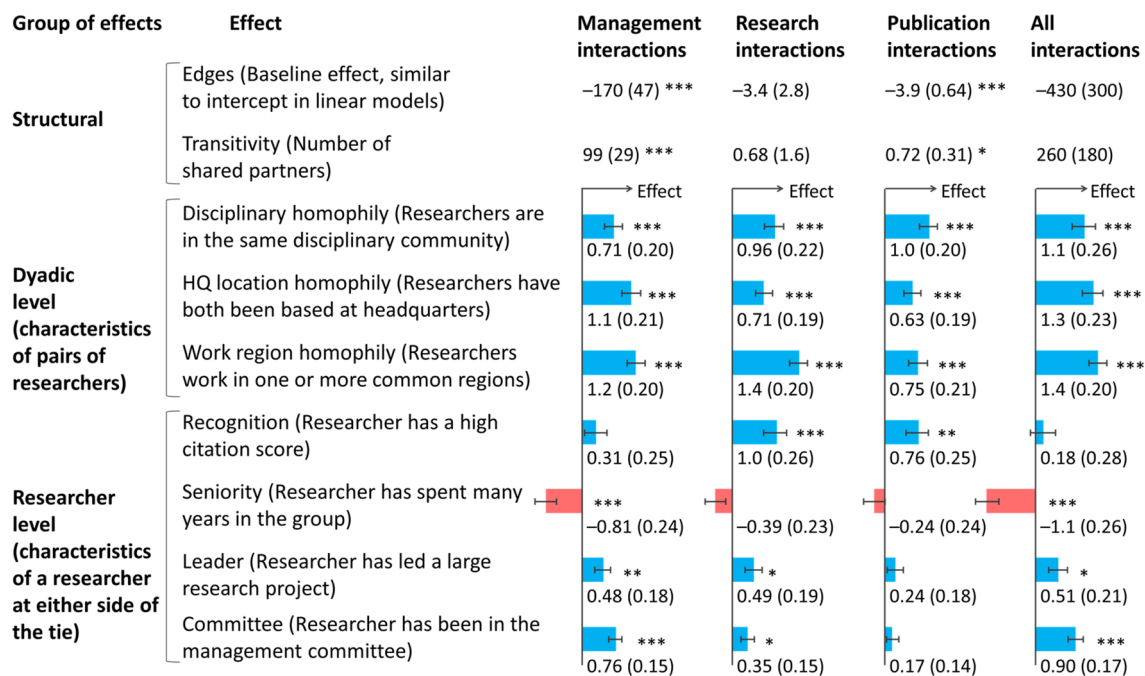 Group of effects
Effect
Management interactions
Research interactions
Publication interactions
All interactions
Structural
Edges (Baseline effect, similar
to intercept in linear models)
−170 (47) ***
−3.4 (2.8)
−3.9 (0.64) ***
−430 (300)
Transitivity (Number of
shared partners)
99 (29) ***
0.68 (1.6)
0.72 (0.31) *
260 (180)
Effect
Effect
Effect
Effect
Dyadic
level
(characteristics
of pairs of
researchers)
Disciplinary homophily (Researchers are
in the same disciplinary community)
***
0.71 (0.20)
***
0.96 (0.22)
***
1.0 (0.20)
***
1.1 (0.26)
HQ location homophily (Researchers have
both been based at headquarters)
***
1.1 (0.21)
***
0.71 (0.19)
***
0.63 (0.19)
***
1.3 (0.23)
Work region homophily (Researchers
work in one or more common regions)
***
1.2 (0.20)
***
1.4 (0.20)
***
0.75 (0.21)
***
1.4 (0.20)
Researcher
level
(characteristics
of a researcher
at either side of
the tie)
Recognition (Researcher has a high
citation score)
0.31 (0.25)
***
1.0 (0.26)
**
0.76 (0.25)
0.18 (0.28)
Seniority (Researcher has spent many
years in the group)
***
−0.81 (0.24)
−0.39 (0.23)
−0.24 (0.24)
***
−1.1 (0.26)
Leader (Researcher has led a large
research project)
**
0.48 (0.18)
*
0.49 (0.19)
0.24 (0.18)
*
0.51 (0.21)
Committee (Researcher has been in the
management committee)
***
0.76 (0.15)
*
0.35 (0.15)
0.17 (0.14)
***
0.90 (0.17)